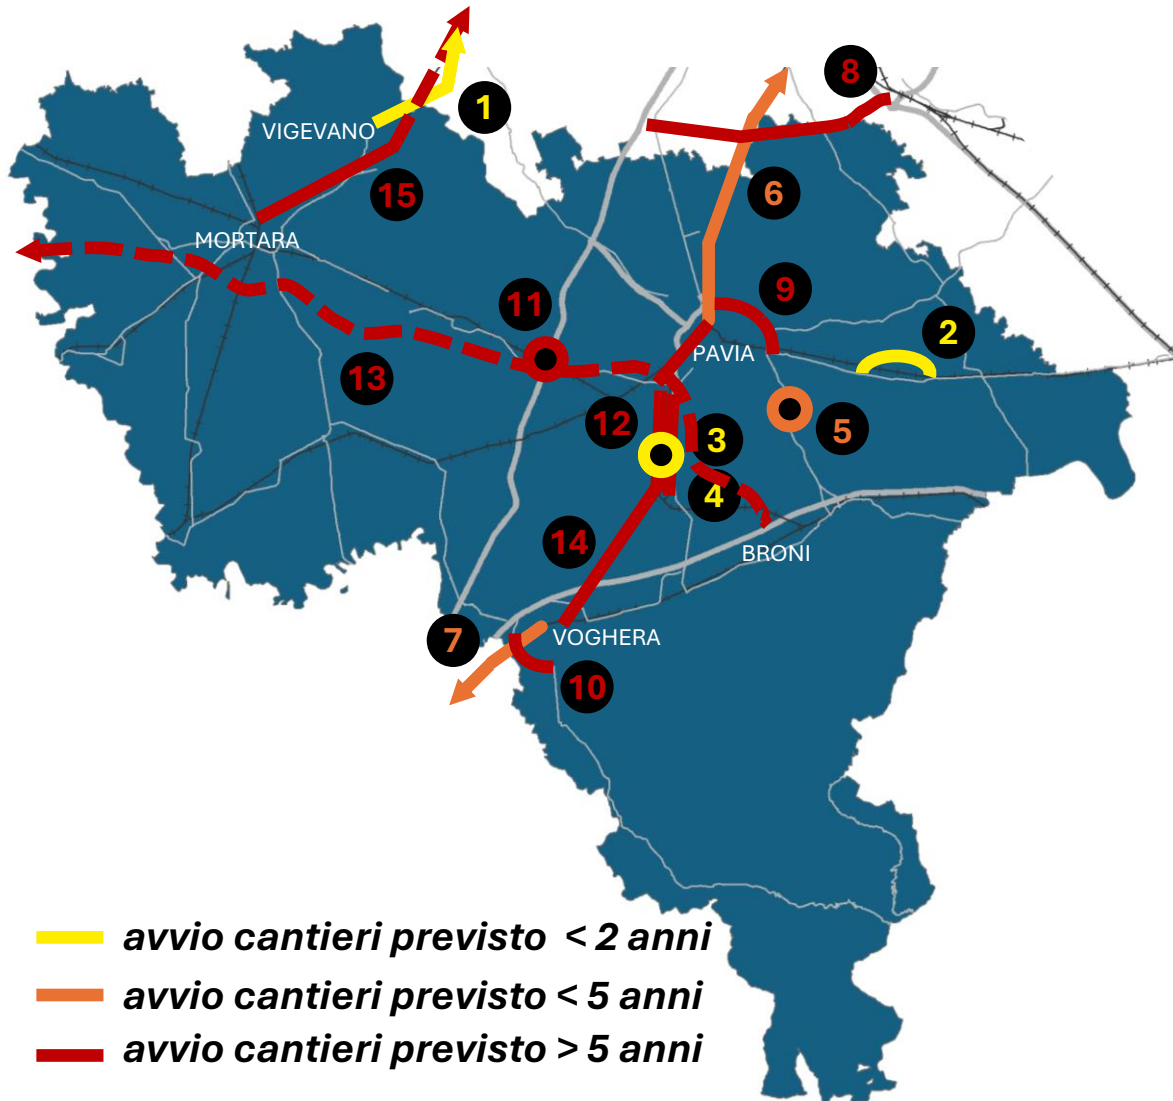 8
1
VIGEVANO
15
6
MORTARA
9
11
2
PAVIA
13
12
3
5
4
14
BRONI
7
VOGHERA
10
avvio cantieri previsto < 2 anni
avvio cantieri previsto < 5 anni
avvio cantieri previsto > 5 anni